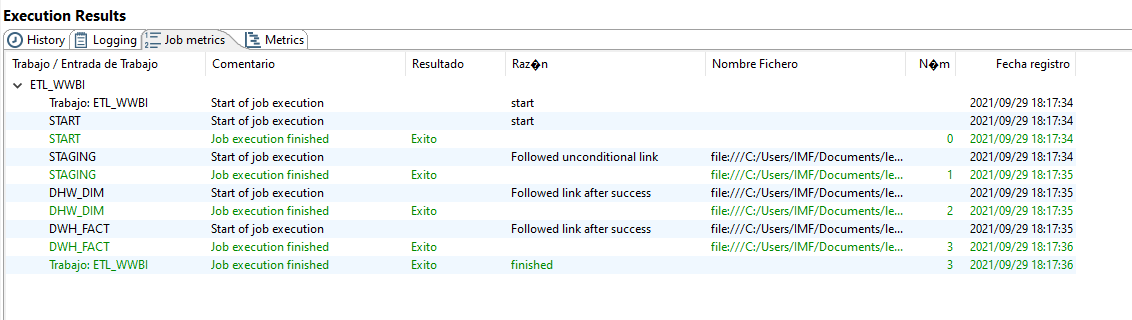 Execution Results
History Logging Job metrics Metrics
Trabajo / Entrada de Trabajo Comentario Resultado Raz�n Nombre Fichero N�m Fecha registro
ETL_WWBI
Trabajo: ETL_WWBI Start of job execution start 2021/09/29 18:17:34
START Start of job execution start 2021/09/29 18:17:34
START Job execution finished Exito 0 2021/09/29 18:17:34
STAGING Start of job execution Followed unconditional link file:///C:/Users/IMF/Documents/le... 2021/09/29 18:17:34
STAGING Job execution finished Exito file:///C:/Users/IMF/Documents/le... 1 2021/09/29 18:17:35
DHW_DIM Start of job execution Followed link after success file:///C:/Users/IMF/Documents/le... 2021/09/29 18:17:35
DHW_DIM Job execution finished Exito file:///C:/Users/IMF/Documents/le... 2 2021/09/29 18:17:35
DWH_FACT Start of job execution Followed link after success file:///C:/Users/IMF/Documents/le... 2021/09/29 18:17:35
DWH_FACT Job execution finished Exito file:///C:/Users/IMF/Documents/le... 3 2021/09/29 18:17:36
Trabajo: ETL_WWBI Job execution finished Exito finished 3 2021/09/29 18:17:36